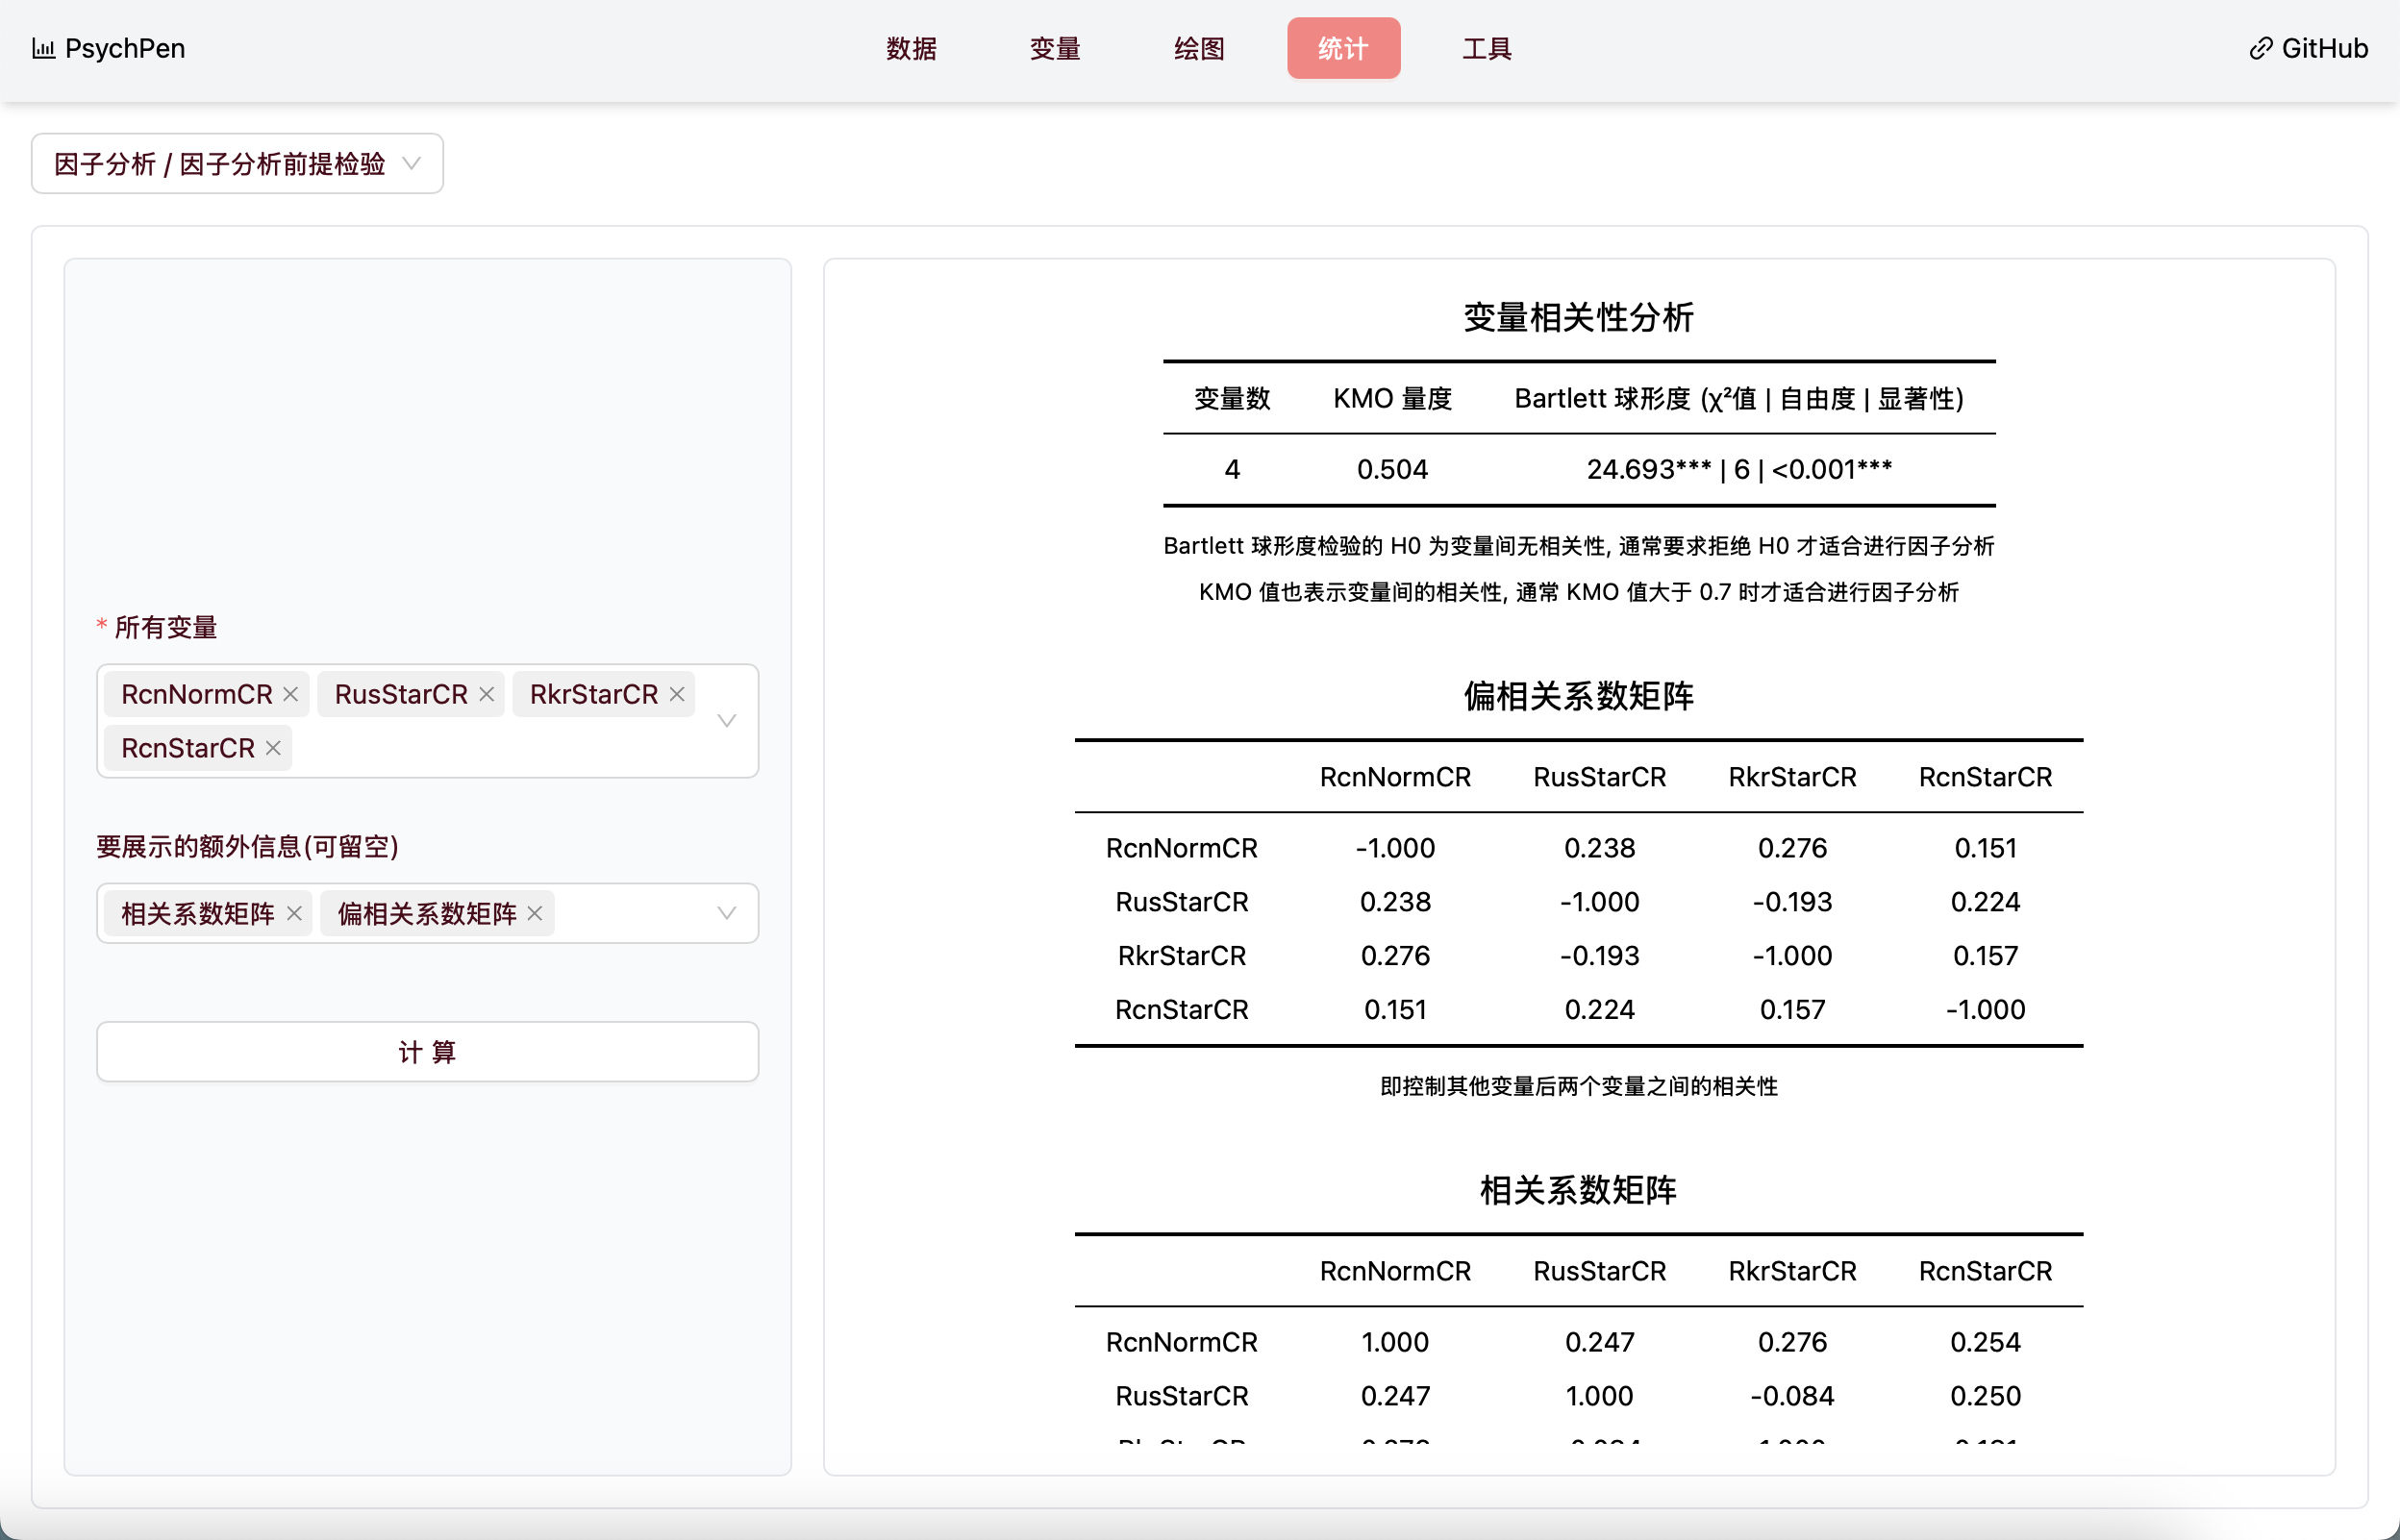 PsychPen
数据 变量 绘图 统计 工具
GitHub
因子分析 / 因子分析前提检验
* 所有变量
RcnNormCR RusStarCR RkrStarCR
RcnStarCR
要展示的额外信息(可留空)
相关系数矩阵 偏相关系数矩阵
计 算
变量相关性分析
变量数 KMO 量度 Bartlett 球形度 (χ²值 | 自由度 | 显著性)
4 0.504 24.693*** | 6 | <0.001***
Bartlett 球形度检验的 H0 为变量间无相关性, 通常要求拒绝 H0 才适合进行因子分析
KMO 值也表示变量间的相关性, 通常 KMO 值大于 0.7 时才适合进行因子分析
偏相关系数矩阵
RcnNormCR RusStarCR RkrStarCR RcnStarCR
RcnNormCR -1.000 0.238 0.276 0.151
RusStarCR 0.238 -1.000 -0.193 0.224
RkrStarCR 0.276 -0.193 -1.000 0.157
RcnStarCR 0.151 0.224 0.157 -1.000
即控制其他变量后两个变量之间的相关性
相关系数矩阵
RcnNormCR RusStarCR RkrStarCR RcnStarCR
RcnNormCR 1.000 0.247 0.276 0.254
RusStarCR 0.247 1.000 -0.084 0.250